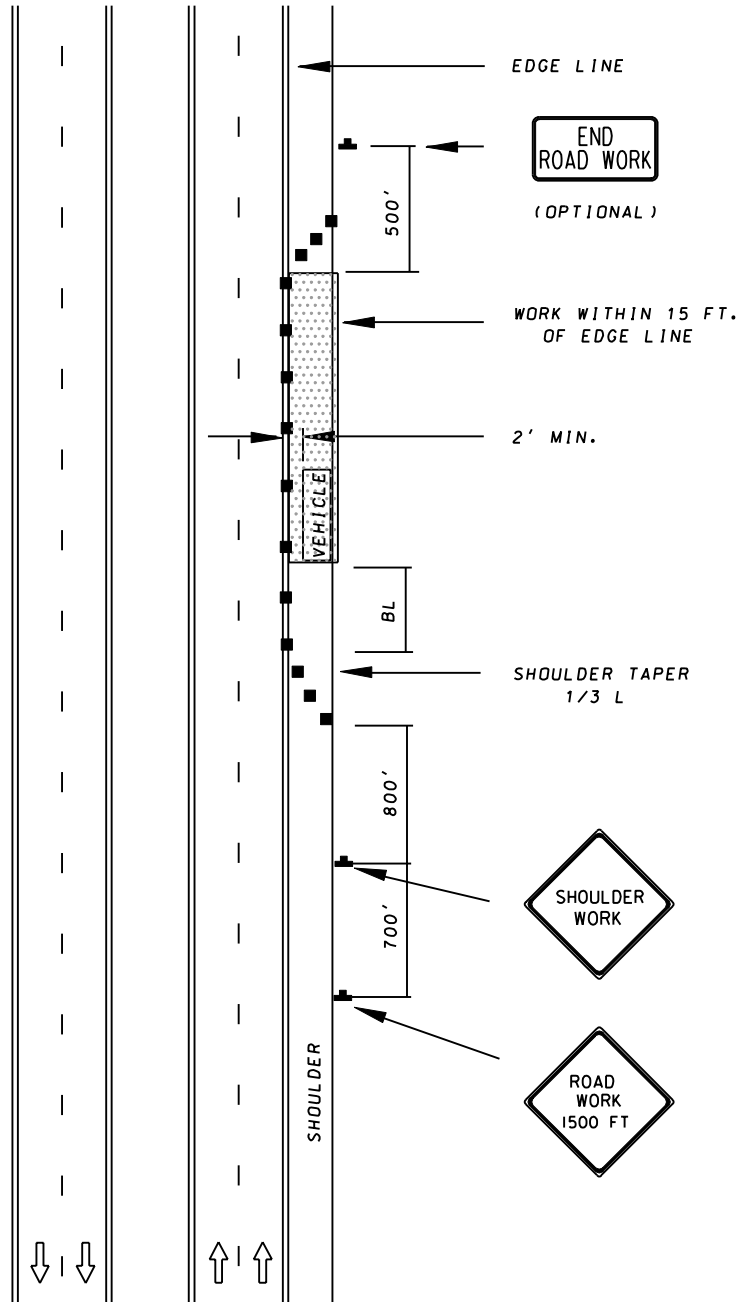 EDGE LINE
END
ROAD WORK
(OPTIONAL)
500'
WORK WITHIN 15 FT.
OF EDGE LINE
2' MIN.
VEHICLE
BL
SHOULDER TAPER
1/3 L
800'
SHOULDER
WORK
700'
ROAD
WORK
1500 FT
SHOULDER